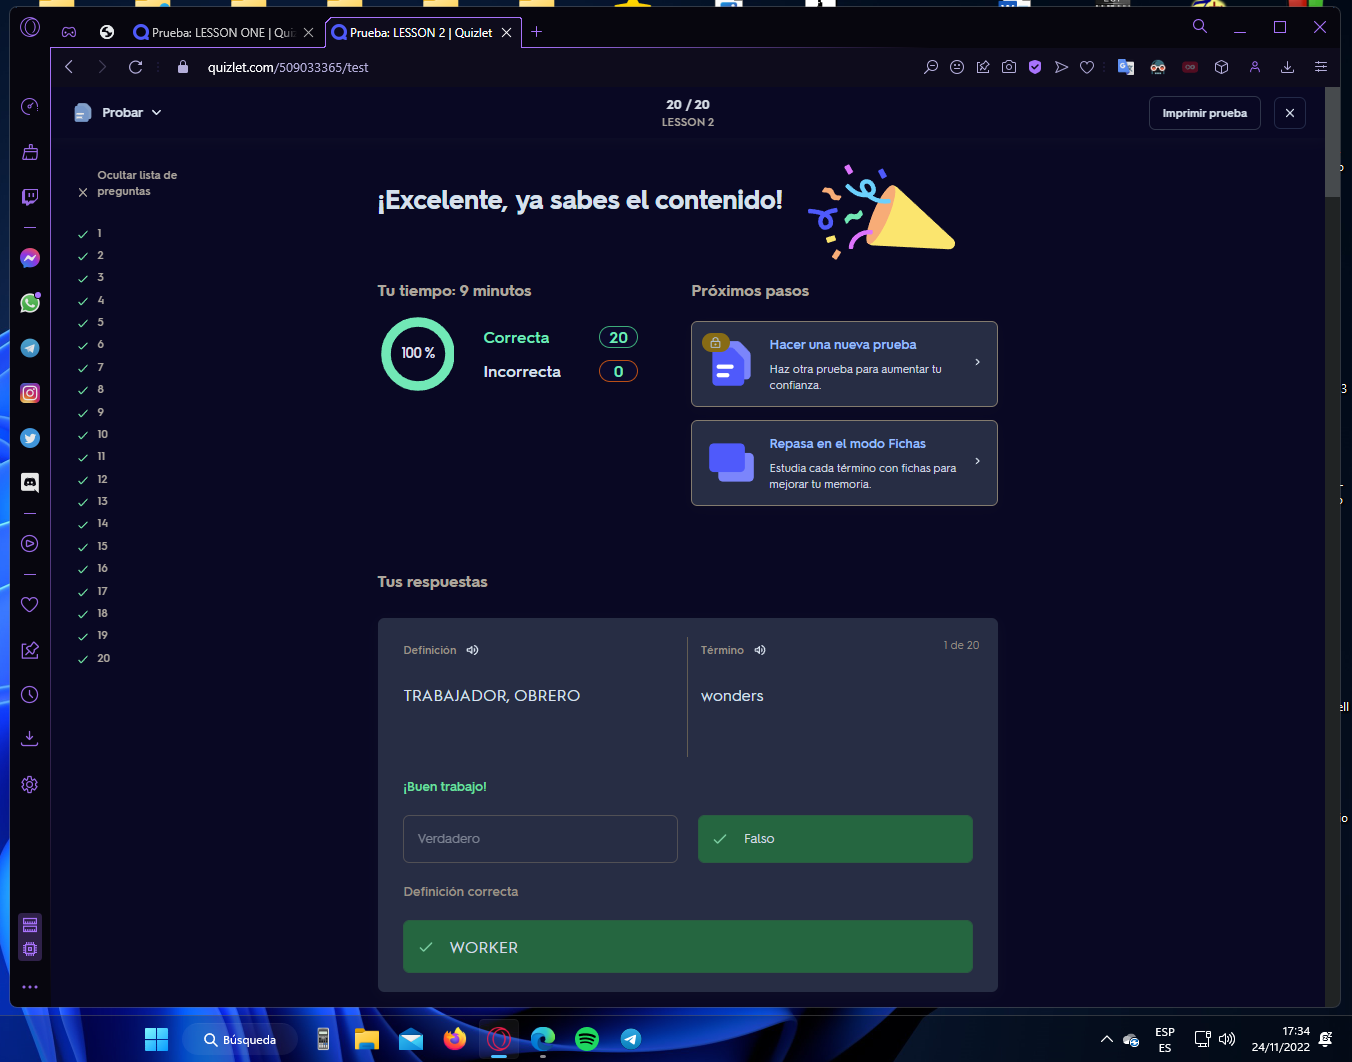 Prueba: LESSON ONE | Qui
Prueba: LESSON 2 | Quizlet
quizlet.com/509033365/test
Probar
20 / 20
LESSON 2
Imprimir prueba
Ocultar lista de
preguntas
1
2
3
4
5
6
7
8
9
10
11
12
13
14
15
16
17
18
19
20
¡Excelente, ya sabes el contenido!
Tu tiempo: 9 minutos
100 %
Correcta
20
Incorrecta
0
Próximos pasos
Hacer una nueva prueba
Haz otra prueba para aumentar tu
confianza.
Repasa en el modo Fichas
Estudia cada término con fichas para
mejorar tu memoria.
Tus respuestas
Definición
Término
1 de 20
TRABAJADOR, OBRERO
wonders
¡Buen trabajo!
Verdadero
Falso
Definición correcta
WORKER
Búsqueda
ESP
ES
17:34
24/11/2022